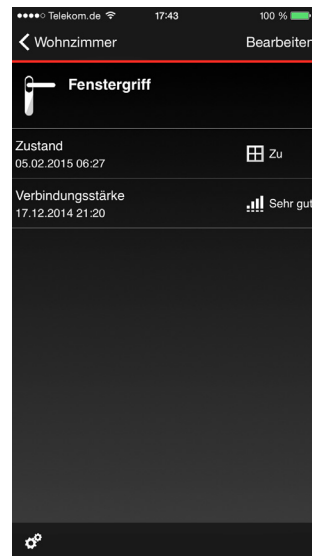 Telekom.de 17:43 100 %
Wohnzimmer Bearbeiten
Fenstergriff
Zustand
05.02.2015 06:27
Zu
Verbindungsstärke
17.12.2014 21:20
Sehr gut